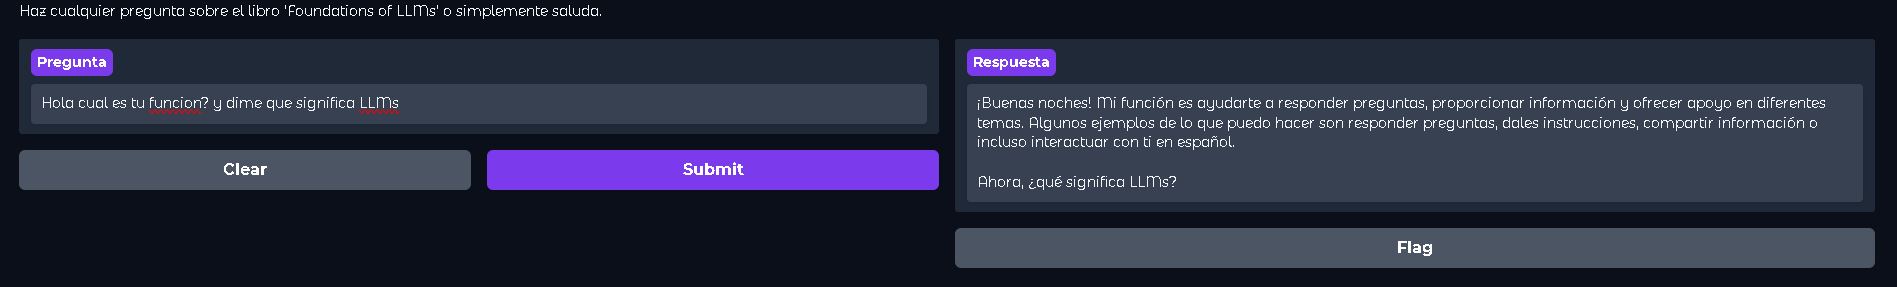 Haz cualquier pregunta sobre el libro 'Foundations of LLMs' o simplemente saluda.
Pregunta
Hola cual es tu funcion? y dime que significa LLMs
Clear
Submit
Respuesta
¡Buenas noches! Mi función es ayudarte a responder preguntas, proporcionar información y ofrecer apoyo en diferentes
temas. Algunos ejemplos de lo que puedo hacer son responder preguntas, dales instrucciones, compartir información o
incluso interactuar con ti en español.
Ahora, ¿qué significa LLMs?
Flag